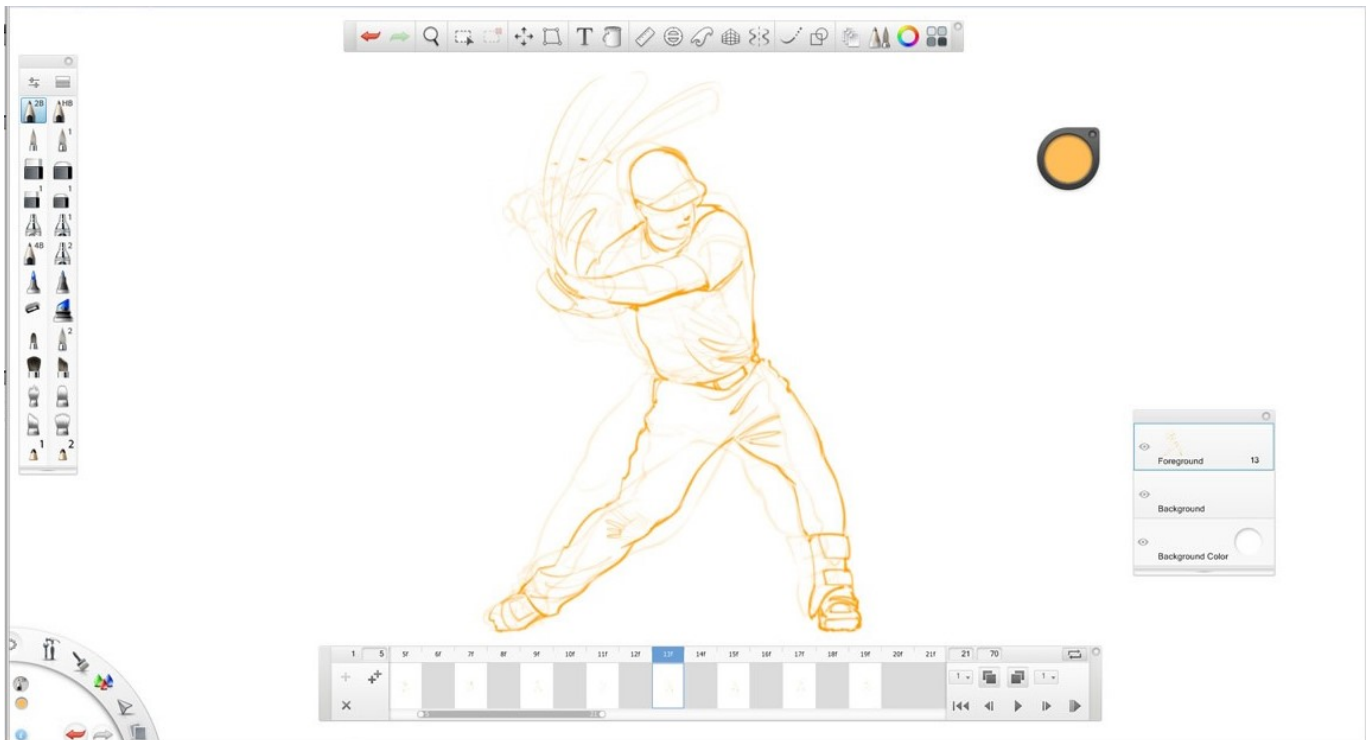 T
2B HB
1
1 1
1
4B 2
2
1 2
Foreground 13
Background
Background Color
1 5 5f 6f 7f 8f 9f 10f 11f 12f 13f 14f 15f 16f 17f 18f 19f 20f 21f 21 70
1 1